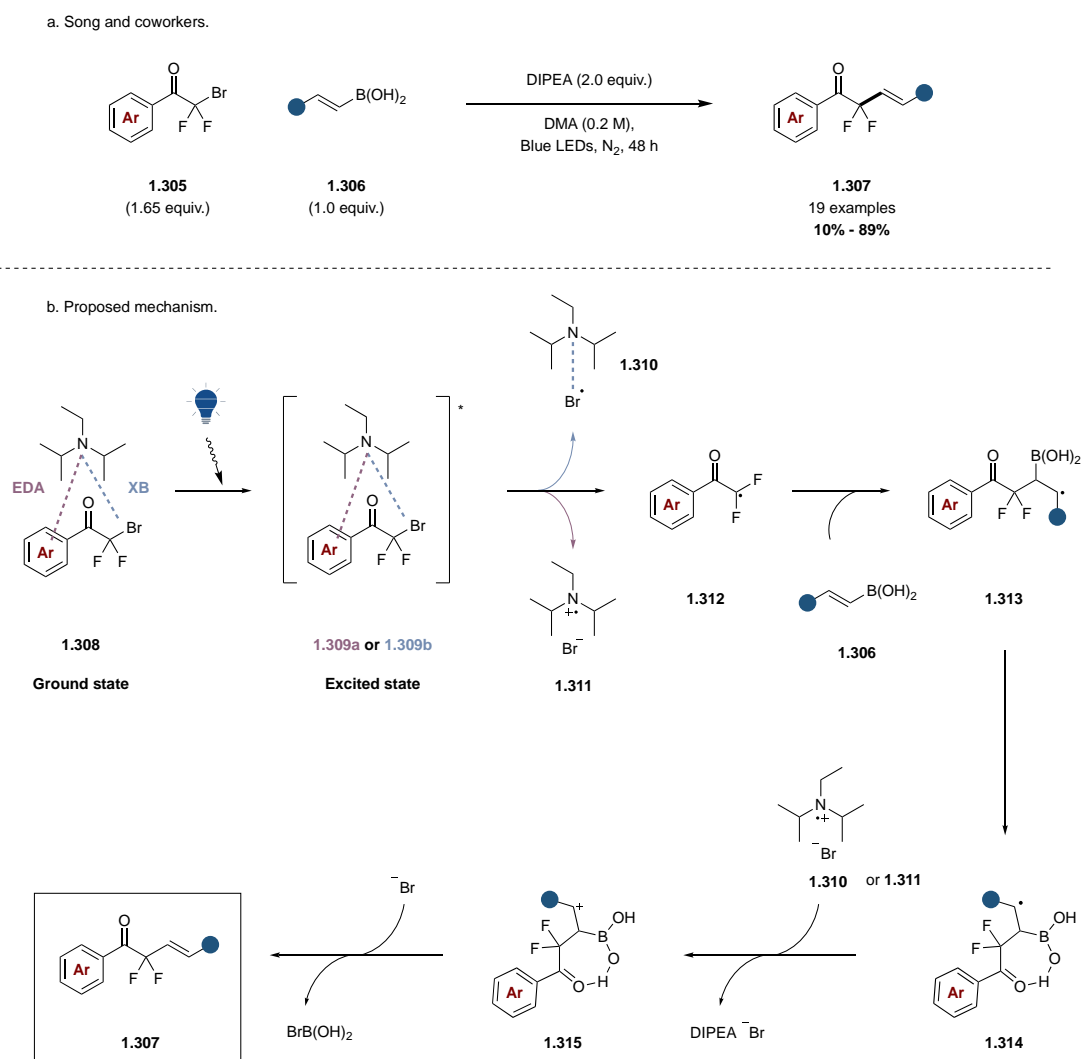 a. Song and coworkers.
O
Br
Ar
F F
1.305
(1.65 equiv.)
B(OH)2
1.306
(1.0 equiv.)
DIPEA (2.0 equiv.)
DMA (0.2 M),
Blue LEDs, N2, 48 h
O
Ar
F F
1.307
19 examples
10% - 89%
b. Proposed mechanism.
N
EDA XB
O
Br
Ar
F F
1.308
Ground state
N
O
Br
Ar
F F
*
1.309a or 1.309b
Excited state
N
Br•
1.310
N
+•
Br−
1.311
O
F
•
Ar
F
1.312
B(OH)2
1.306
B(OH)2
O
•
Ar
F F
1.313
N
•+
−Br
1.310 or 1.311
•
F
F
B
OH
O
H
O
Ar
1.314
DIPEA −Br
+
F
F
B
OH
O
H
O
Ar
1.315
−Br
BrB(OH)2
O
Ar
F F
1.307